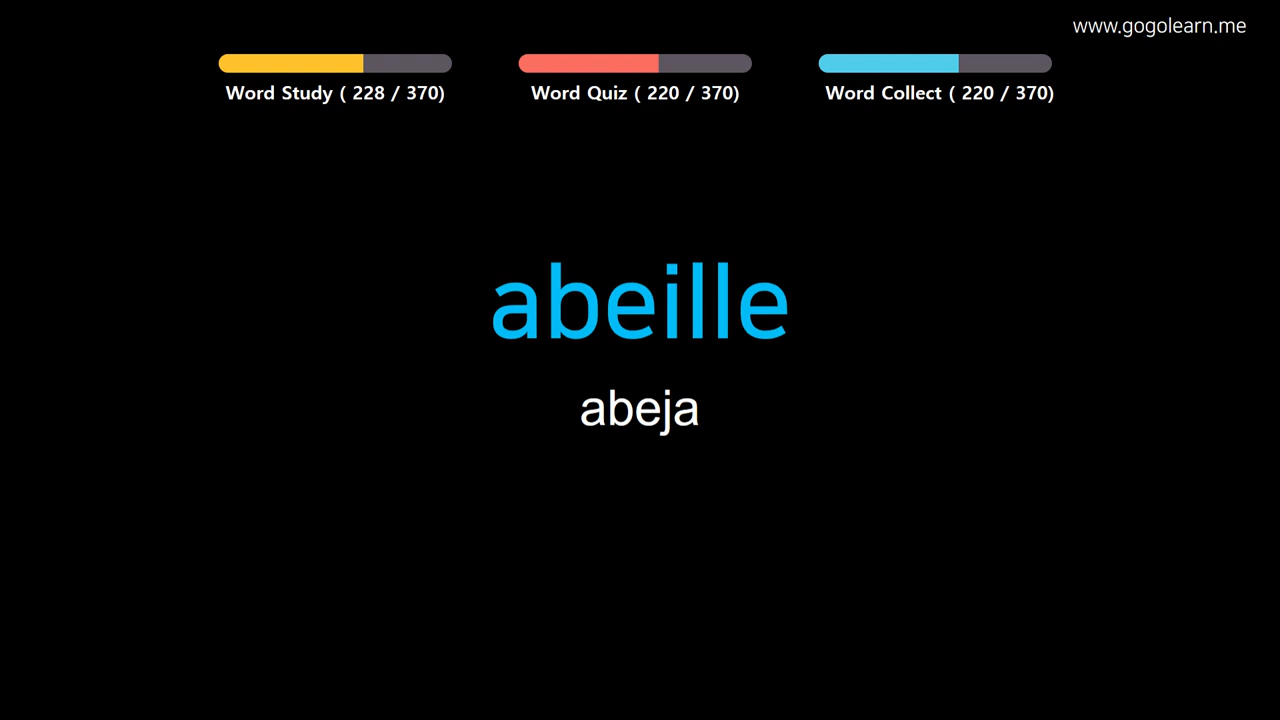 www.gogolearn.me
Word Study ( 228 / 370)
Word Quiz ( 220 / 370)
Word Collect ( 220 / 370)
abeille
abeja